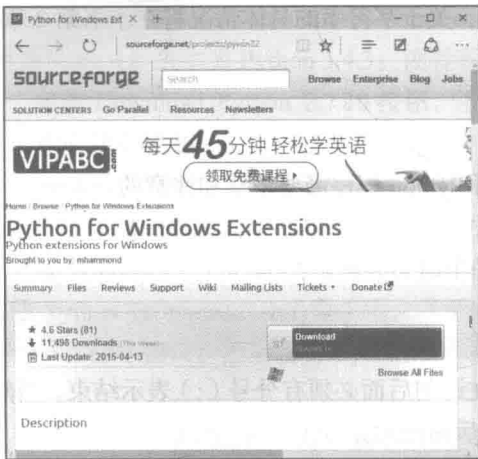 Python for Windows Ext
sourceforge.net/projects/pywin32
sourceforge
Search
Browse Enterprise Blog Jobs
SOLUTION CENTERS Go Parallel Resources Newsletters
VIPABC
每天45分钟 轻松学英语
领取免费课程
Home / Browse / Python for Windows Extensions
Python for Windows Extensions
Python extensions for Windows
Brought to you by: mhammond
Summary Files Reviews Support Wiki Mailing Lists Tickets Donate
4.6 Stars (81)
11,498 Downloads (This Week)
Last Update: 2015-04-13
sf Download
Browse All Files
Description